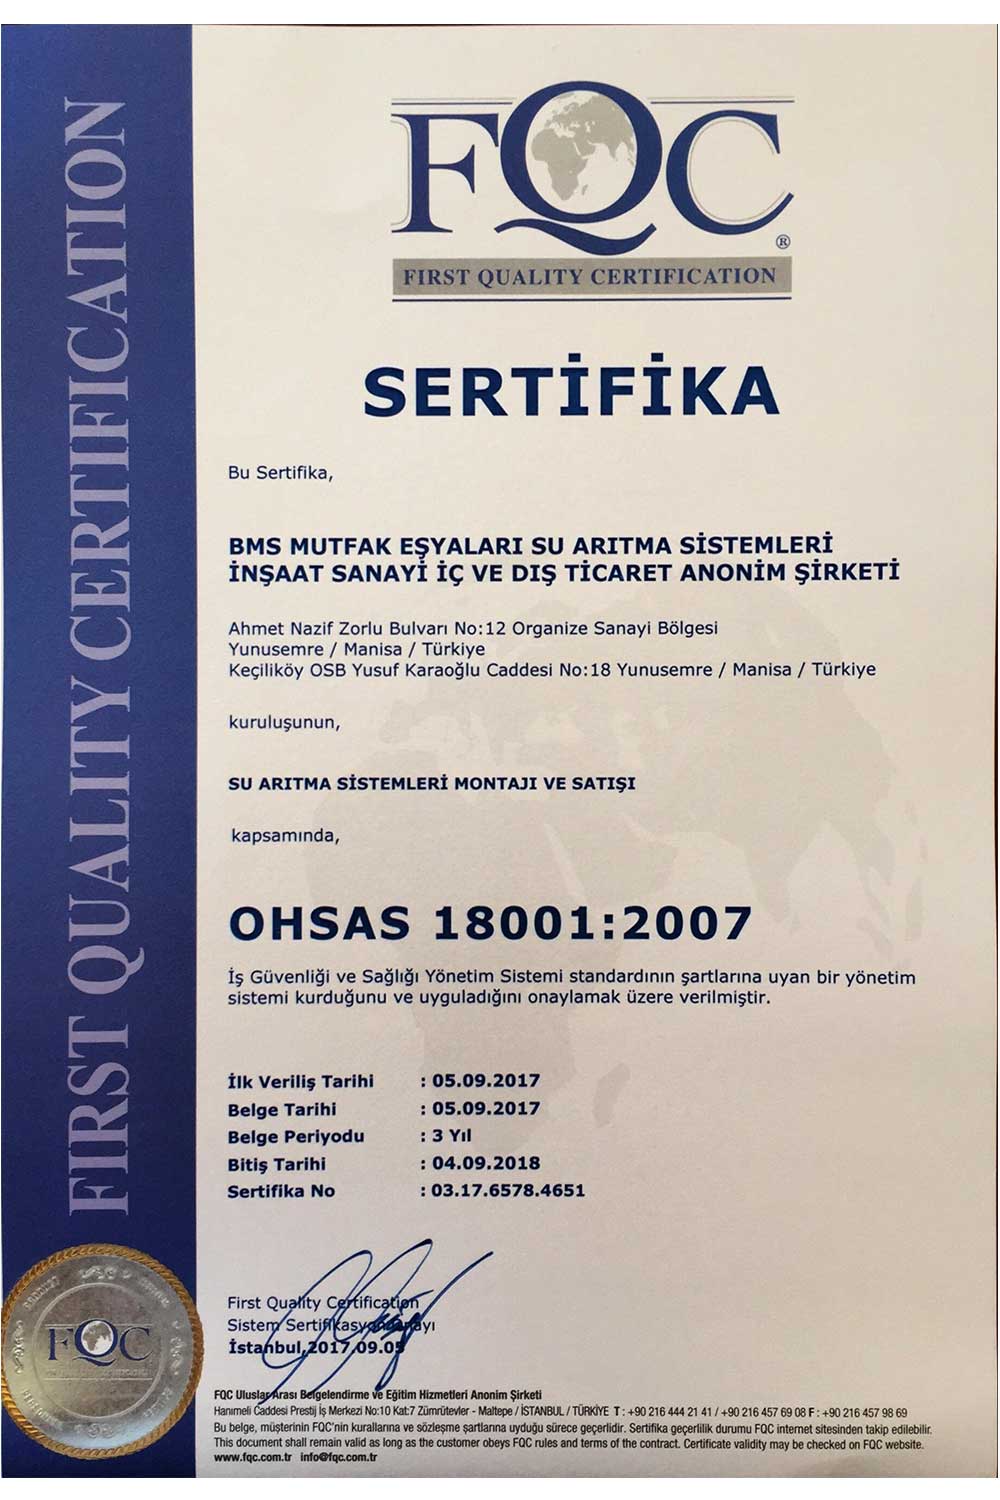 FIRST QUALITY CERTIFICATION
FQC
®
FIRST QUALITY CERTIFICATION
SERTİFİKA
Bu Sertifika,
BMS MUTFAK EŞYALARI SU ARITMA SİSTEMLERİ
İNŞAAT SANAYİ İÇ VE DIŞ TİCARET ANONİM ŞİRKETİ
Ahmet Nazif Zorlu Bulvarı No:12 Organize Sanayi Bölgesi
Yunusemre / Manisa / Türkiye
Keçiliköy OSB Yusuf Karaoğlu Caddesi No:18 Yunusemre / Manisa / Türkiye
kuruluşunun,
SU ARITMA SİSTEMLERİ MONTAJI VE SATIŞI
kapsamında,
OHSAS 18001:2007
İş Güvenliği ve Sağlığı Yönetim Sistemi standardının şartlarına uyan bir yönetim
sistemi kurduğunu ve uyguladığını onaylamak üzere verilmiştir.
İlk Veriliş Tarihi : 05.09.2017
Belge Tarihi : 05.09.2017
Belge Periyodu : 3 Yıl
Bitiş Tarihi : 04.09.2018
Sertifika No : 03.17.6578.4651
First Quality Certification
Sistem Sertifikasyon Onayı
İstanbul,2017.09.05
FQC
FQC Uluslar Arası Belgelendirme ve Eğitim Hizmetleri Anonim Şirketi
Hanımeli Caddesi Prestij İş Merkezi No:10 Kat:7 Zümrütevler - Maltepe / İSTANBUL / TÜRKİYE T : +90 216 444 21 41 / +90 216 457 69 08 F : +90 216 457 98 69
Bu belge, müşterinin FQC'nin kurallarına ve sözleşme şartlarına uyduğu sürece geçerlidir. Sertifika geçerlilik durumu FQC internet sitesinden takip edilebilir.
This document shall remain valid as long as the customer obeys FQC rules and terms of the contract. Certificate validity may be checked on FQC website.
www.fqc.com.tr info@fqc.com.tr